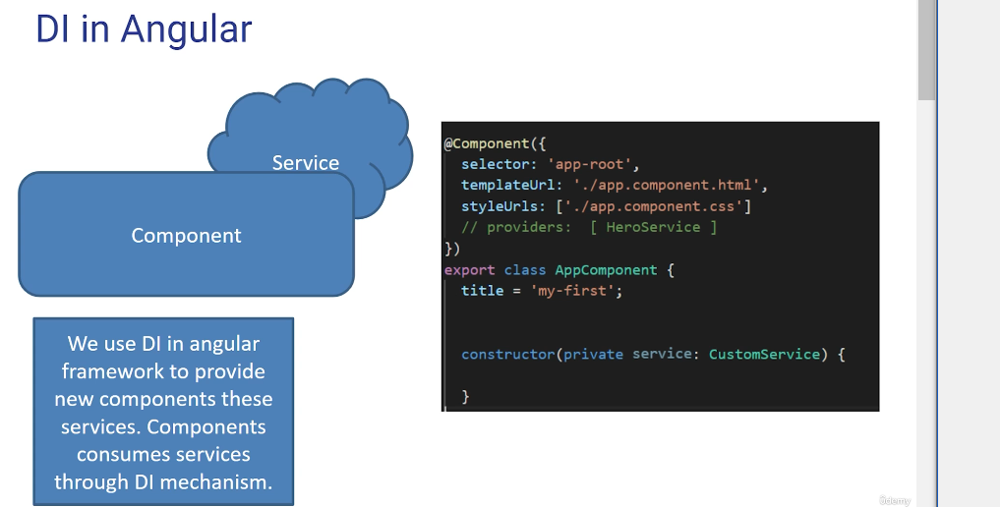 DI in Angular
Service
Component
We use DI in angular
framework to provide
new components these
services. Components
consumes services
through DI mechanism.
@Component({
  selector: 'app-root',
  templateUrl: './app.component.html',
  styleUrls: ['./app.component.css']
  // providers:  [ HeroService ]
})
export class AppComponent {
  title = 'my-first';
  constructor(private service: CustomService) {
  }
ûdemy